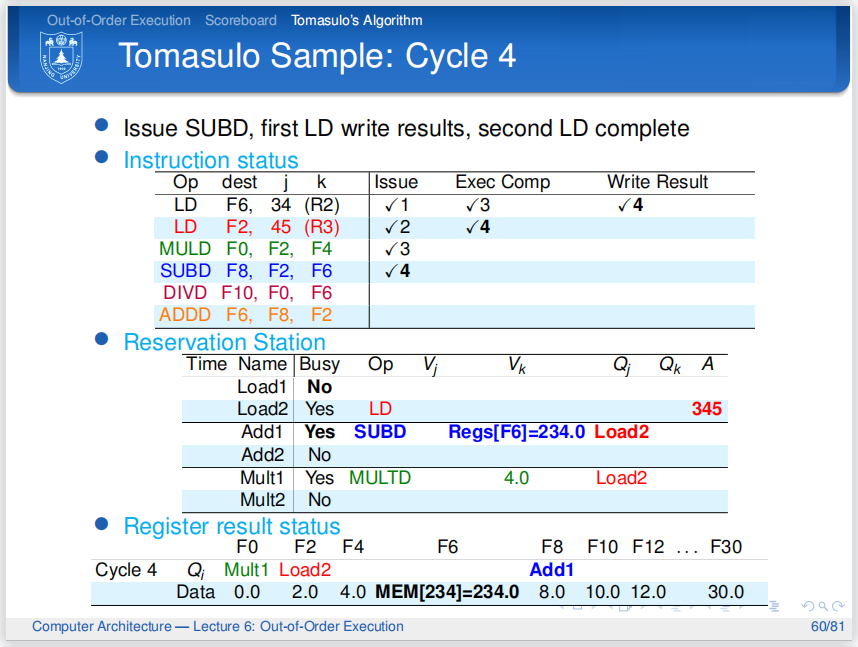 Out-of-Order Execution Scoreboard Tomasulo's Algorithm
NANJING UNIVERSITY
Tomasulo Sample: Cycle 4
Issue SUBD, first LD write results, second LD complete
Instruction status
Op dest j k Issue Exec Comp Write Result
LD F6, 34 (R2) ✓1 ✓3 ✓4
LD F2, 45 (R3) ✓2 ✓4
MULD F0, F2, F4 ✓3
SUBD F8, F2, F6 ✓4
DIVD F10, F0, F6
ADDD F6, F8, F2
Reservation Station
Time Name Busy Op Vj Vk Qj Qk A
Load1 No
Load2 Yes LD 345
Add1 Yes SUBD Regs[F6]=234.0 Load2
Add2 No
Mult1 Yes MULTD 4.0 Load2
Mult2 No
Register result status
F0 F2 F4 F6 F8 F10 F12 ... F30
Cycle 4 Qi Mult1 Load2 Add1
Data 0.0 2.0 4.0 MEM[234]=234.0 8.0 10.0 12.0 30.0
Computer Architecture — Lecture 6: Out-of-Order Execution 60/81